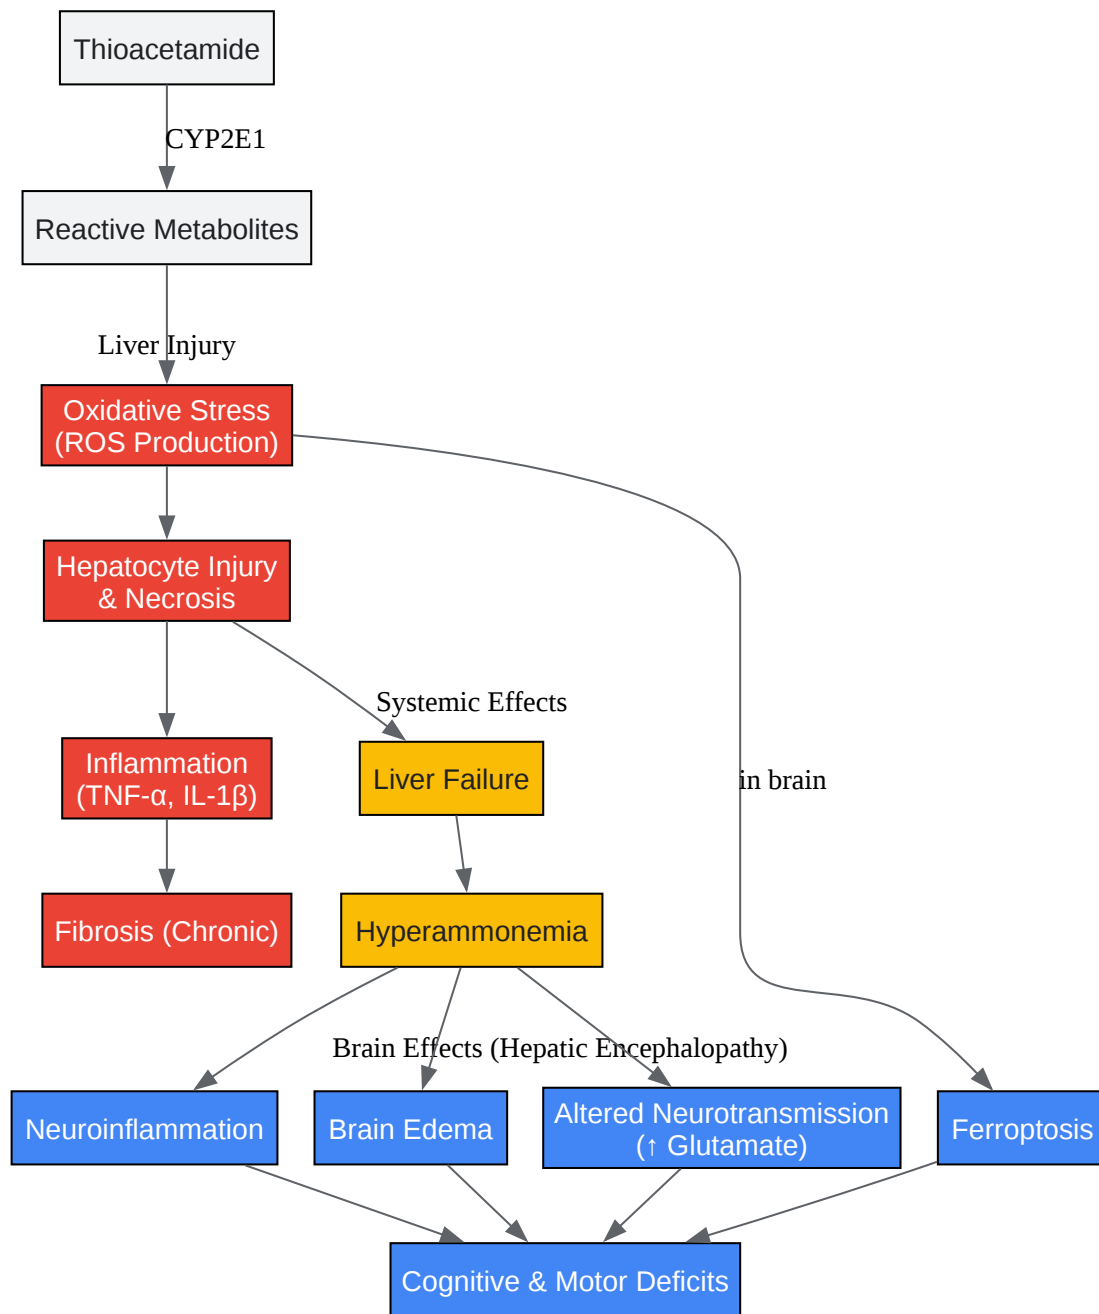 Thioacetamide
CYP2E1
Reactive Metabolites
Liver Injury
Oxidative Stress
(ROS Production)
Hepatocyte Injury
& Necrosis
Systemic Effects
Inflammation
(TNF-α, IL-1β)
Liver Failure
in brain
Fibrosis (Chronic)
Hyperammonemia
Brain Effects (Hepatic Encephalopathy)
Neuroinflammation
Brain Edema
Altered Neurotransmission
(↑ Glutamate)
Ferroptosis
Cognitive & Motor Deficits